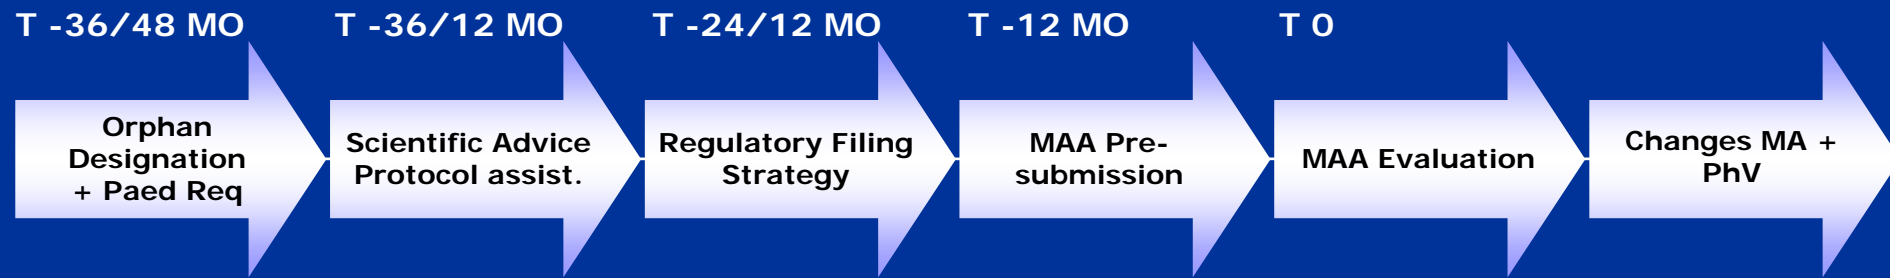 T -36/48 MO
T -36/12 MO
T -24/12 MO
T -12 MO
T 0
Orphan
Designation
+ Paed Req
Scientific Advice
Protocol assist.
Regulatory Filing
Strategy
MAA Pre-
submission
MAA Evaluation
Changes MA +
PhV